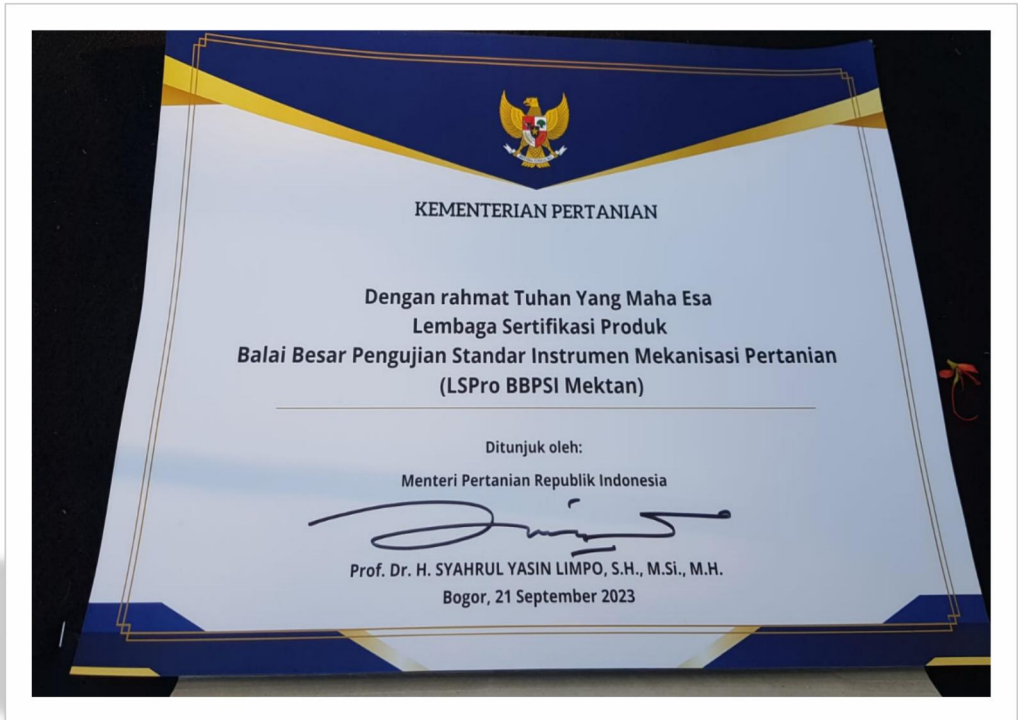 KEMENTERIAN PERTANIAN
Dengan rahmat Tuhan Yang Maha Esa
Lembaga Sertifikasi Produk
Balai Besar Pengujian Standar Instrumen Mekanisasi Pertanian
(LSPro BBPSI Mektan)
Ditunjuk oleh:
Menteri Pertanian Republik Indonesia
Prof. Dr. H. SYAHRUL YASIN LIMPO, S.H., M.Si., M.H.
Bogor, 21 September 2023